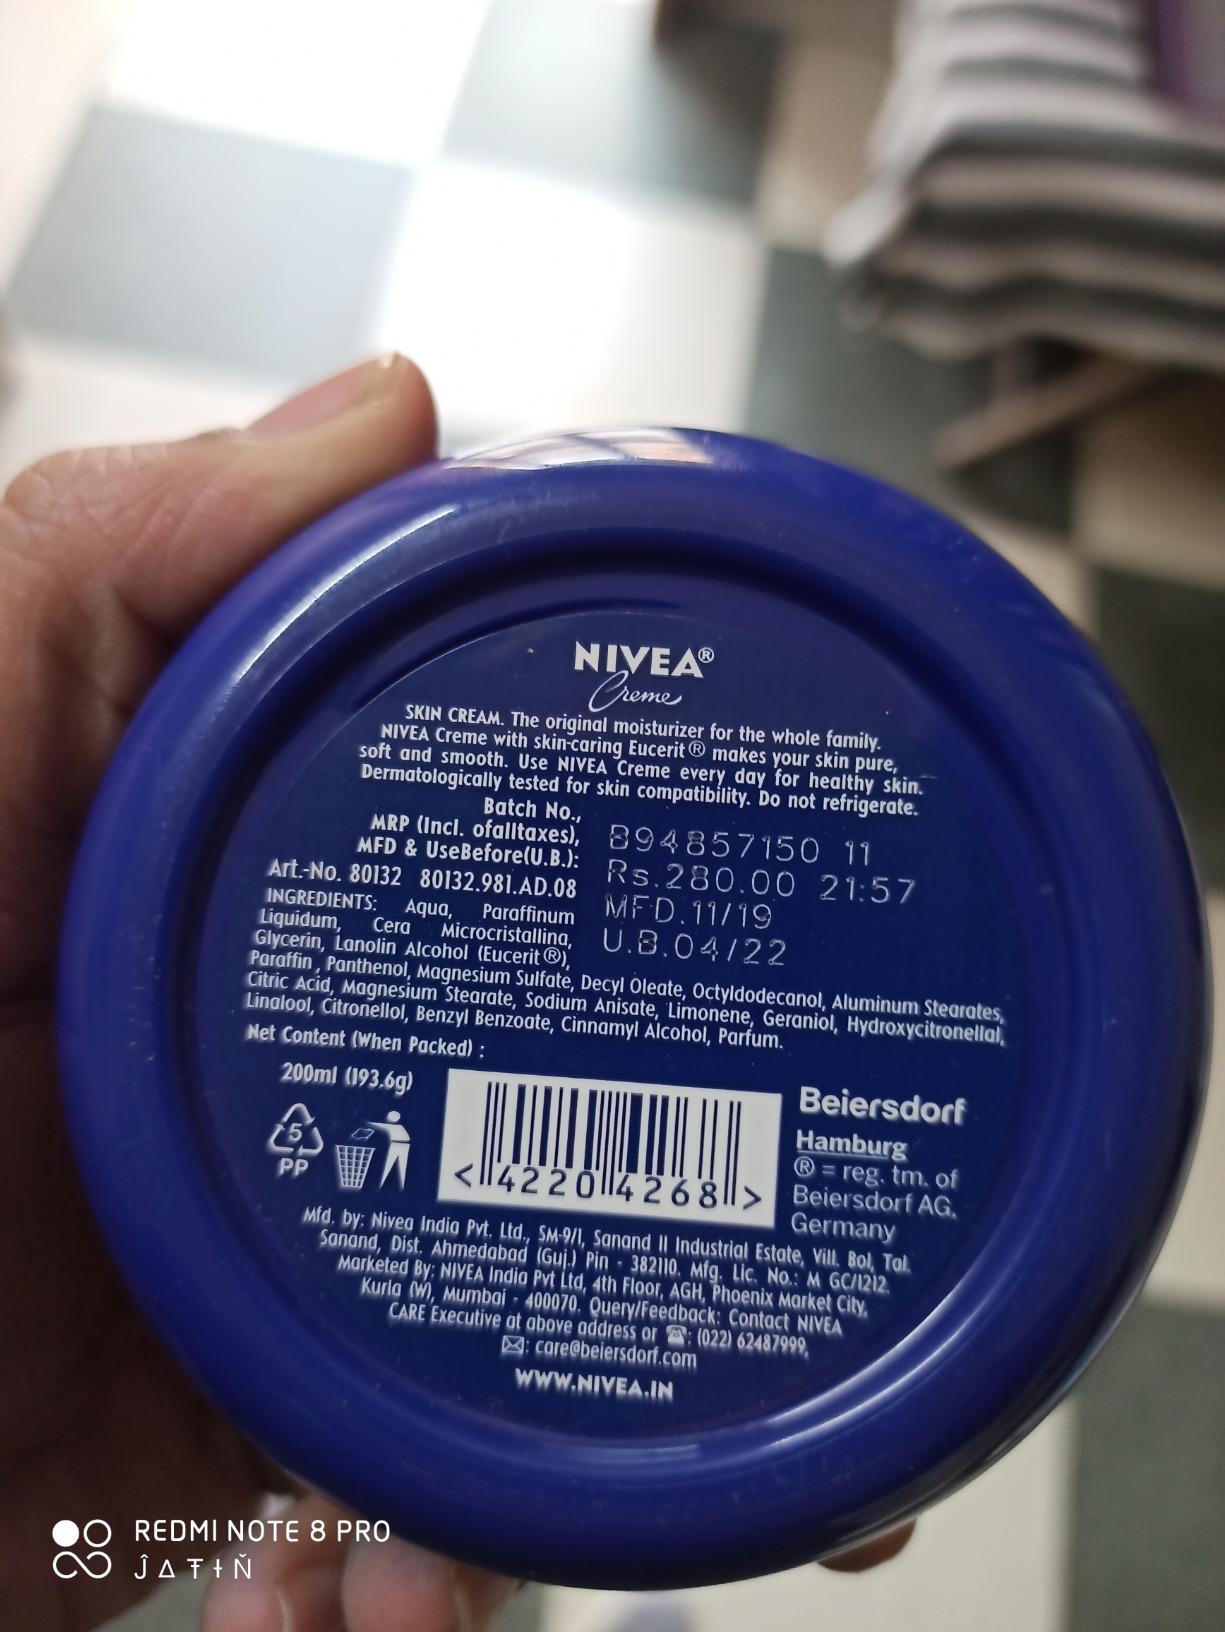 NIVEA®
Creme
SKIN CREAM. The original moisturizer for the whole family.
NIVEA Creme with skin-caring Eucerit® makes your skin pure,
soft and smooth. Use NIVEA Creme every day for healthy skin.
Dermatologically tested for skin compatibility. Do not refrigerate.
Batch No.,
MRP (Incl. ofalltaxes),
MFD & UseBefore(U.B.):
B94857150 11
Rs.280.00 21:57
MFD.11/19
U.B.04/22
Art.-No. 80132 80132.981.AD.08
INGREDIENTS: Aqua, Paraffinum
Liquidum, Cera Microcristallina,
Glycerin, Lanolin Alcohol (Eucerit®),
Paraffin, Panthenol, Magnesium Sulfate, Decyl Oleate, Octyldodecanol, Aluminum Stearates,
Citric Acid, Magnesium Stearate, Sodium Anisate, Limonene, Geraniol, Hydroxycitronellal,
Linalool, Citronellol, Benzyl Benzoate, Cinnamyl Alcohol, Parfum.
Net Content (When Packed) :
200ml (193.6g)
5
PP
<4220 4268>
Beiersdorf
Hamburg
® = reg. tm. of
Beiersdorf AG,
Germany
Mfd. by: Nivea India Pvt. Ltd., SM-9/1, Sanand II Industrial Estate, Vill. Bol, Tal.
Sanand, Dist. Ahmedabad (Guj.) Pin - 382110. Mfg. Lic. No.: M GC/1212.
Marketed By: NIVEA India Pvt Ltd, 4th Floor, AGH, Phoenix Market City,
Kurla (W), Mumbai - 400070. Query/Feedback: Contact NIVEA
CARE Executive at above address or ☎: (022) 62487999,
✉: care@beiersdorf.com
WWW.NIVEA.IN
REDMI NOTE 8 PRO
ĴΔŦɫŇ